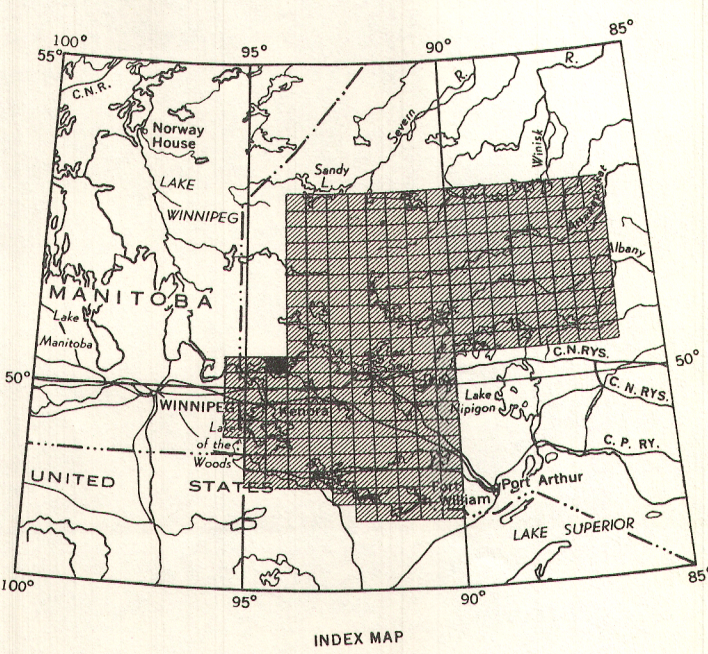 100°
95°
90°
85°
55°
C.N.R.
R.
R.
Norway
House
Severn
Winisk
Sandy
L.
LAKE
WINNIPEG
Attawapiskat
Albany
MANITOBA
Lake
Manitoba
C.N.RYS.
50°
50°
C. N. RYS.
WINNIPEG
Kenora
Lake
Nipigon
Lake
of the
Woods
C. P. RY.
UNITED
STATES
Fort
William
Port Arthur
LAKE SUPERIOR
100°
95°
90°
85°
INDEX MAP